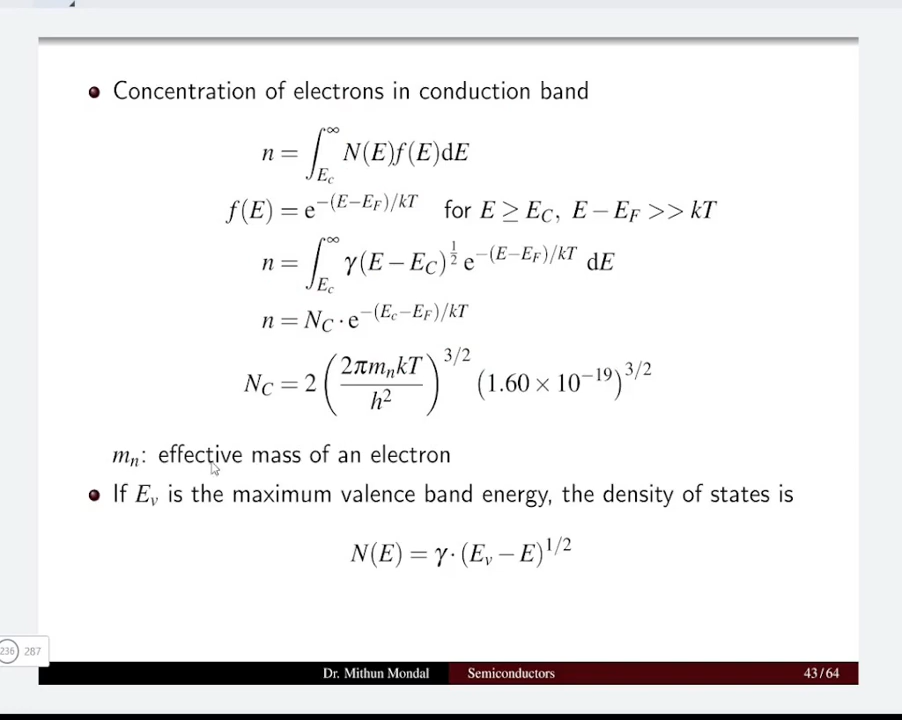 Concentration of electrons in conduction band
n = ∫_{E_c}^{∞} N(E)f(E)dE
f(E) = e^{−(E−E_F)/kT} for E ≥ E_C, E − E_F >> kT
n = ∫_{E_c}^{∞} γ(E − E_C)^{1/2} e^{−(E−E_F)/kT} dE
n = N_C · e^{−(E_c−E_F)/kT}
N_C = 2 (2πm_nkT / h²)^{3/2} (1.60 × 10^{−19})^{3/2}
m_n: effective mass of an electron
If E_v is the maximum valence band energy, the density of states is
N(E) = γ · (E_v − E)^{1/2}
236 287
Dr. Mithun Mondal Semiconductors 43/64